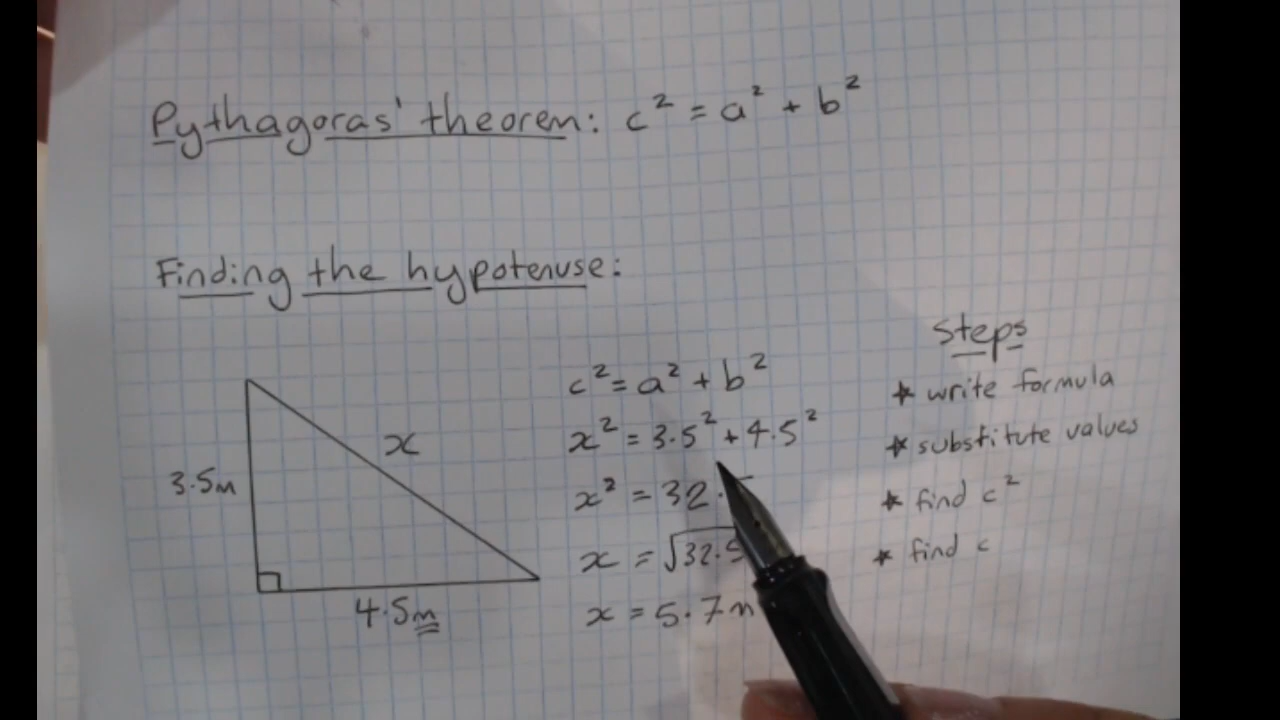 Pythagoras' theorem: c² = a² + b²
Finding the hypotenuse:
3.5m
x
4.5m
c² = a² + b²
x² = 3.5² + 4.5²
x² = 32.
x = √32.5
x = 5.7m
Steps
* write formula
* substitute values
* find c²
* find c